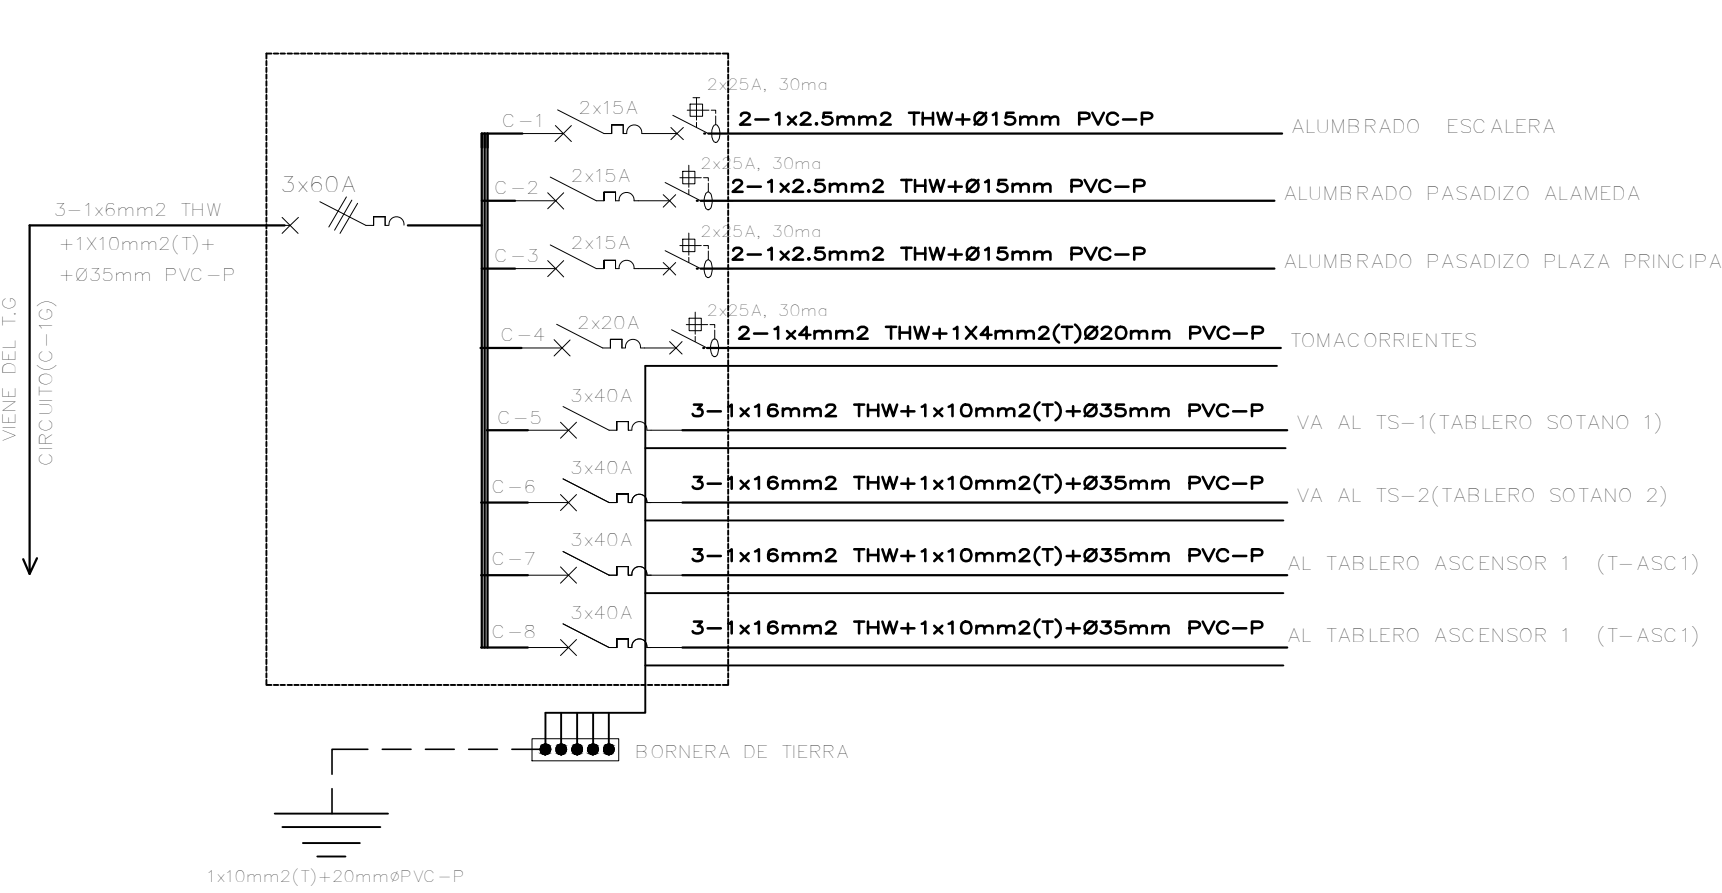 2x25A, 30ma
C-1
2x15A
2-1x2.5mm2 THW+Ø15mm PVC-P
ALUMBRADO ESCALERA
2x25A, 30ma
C-2
2x15A
2-1x2.5mm2 THW+Ø15mm PVC-P
ALUMBRADO PASADIZO ALAMEDA
3x60A
3-1x6mm2 THW
+1X10mm2(T)+
+Ø35mm PVC-P
2x25A, 30ma
C-3
2x15A
2-1x2.5mm2 THW+Ø15mm PVC-P
ALUMBRADO PASADIZO PLAZA PRINCIPA
VIENE DEL T.G
CIRCUITO(C-1G)
2x25A, 30ma
C-4
2x20A
2-1x4mm2 THW+1X4mm2(T)Ø20mm PVC-P
TOMACORRIENTES
C-5
3x40A
3-1x16mm2 THW+1x10mm2(T)+Ø35mm PVC-P
VA AL TS-1(TABLERO SOTANO 1)
C-6
3x40A
3-1x16mm2 THW+1x10mm2(T)+Ø35mm PVC-P
VA AL TS-2(TABLERO SOTANO 2)
C-7
3x40A
3-1x16mm2 THW+1x10mm2(T)+Ø35mm PVC-P
AL TABLERO ASCENSOR 1 (T-ASC1)
C-8
3x40A
3-1x16mm2 THW+1x10mm2(T)+Ø35mm PVC-P
AL TABLERO ASCENSOR 1 (T-ASC1)
BORNERA DE TIERRA
1x10mm2(T)+20mmøPVC-P